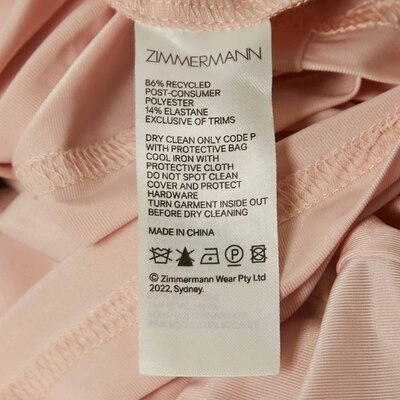 ZIMMERMANN
86% RECYCLED
POST-CONSUMER
POLYESTER
14% ELASTANE
EXCLUSIVE OF TRIMS
DRY CLEAN ONLY CODE P
WITH PROTECTIVE BAG
COOL IRON WITH
PROTECTIVE CLOTH
DO NOT SPOT CLEAN
COVER AND PROTECT
HARDWARE
TURN GARMENT INSIDE OUT
BEFORE DRY CLEANING
MADE IN CHINA
P
© Zimmermann Wear Pty Ltd
2022, Sydney.